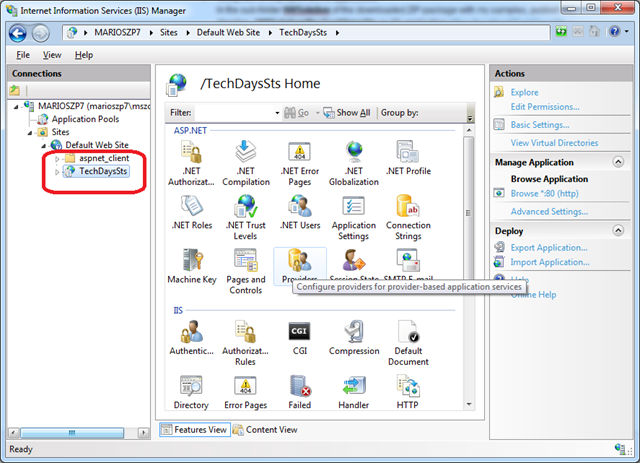 Internet Information Services (IIS) Manager
MARIOSZP7 Sites Default Web Site TechDaysSts
File View Help
Connections
MARIOSZP7 (marioszp7\msz
Application Pools
Sites
Default Web Site
aspnet_client
TechDaysSts
/TechDaysSts Home
Filter: Go Show All Group by:
ASP.NET
.NET Authorizat... .NET Compilation .NET Error Pages .NET Globalization .NET Profile
.NET Roles .NET Trust Levels .NET Users Application Settings Connection Strings
Machine Key Pages and Controls Providers Session State SMTP E-mail
Configure providers for provider-based application services
IIS
Authentic... Authorizat... Rules CGI Compression Default Document
Directory Error Pages Failed Handler HTTP
Features View Content View
Actions
Explore
Edit Permissions...
Basic Settings...
View Virtual Directories
Manage Application
Browse Application
Browse *:80 (http)
Advanced Settings...
Deploy
Export Application...
Import Application...
Help
Online Help
Ready